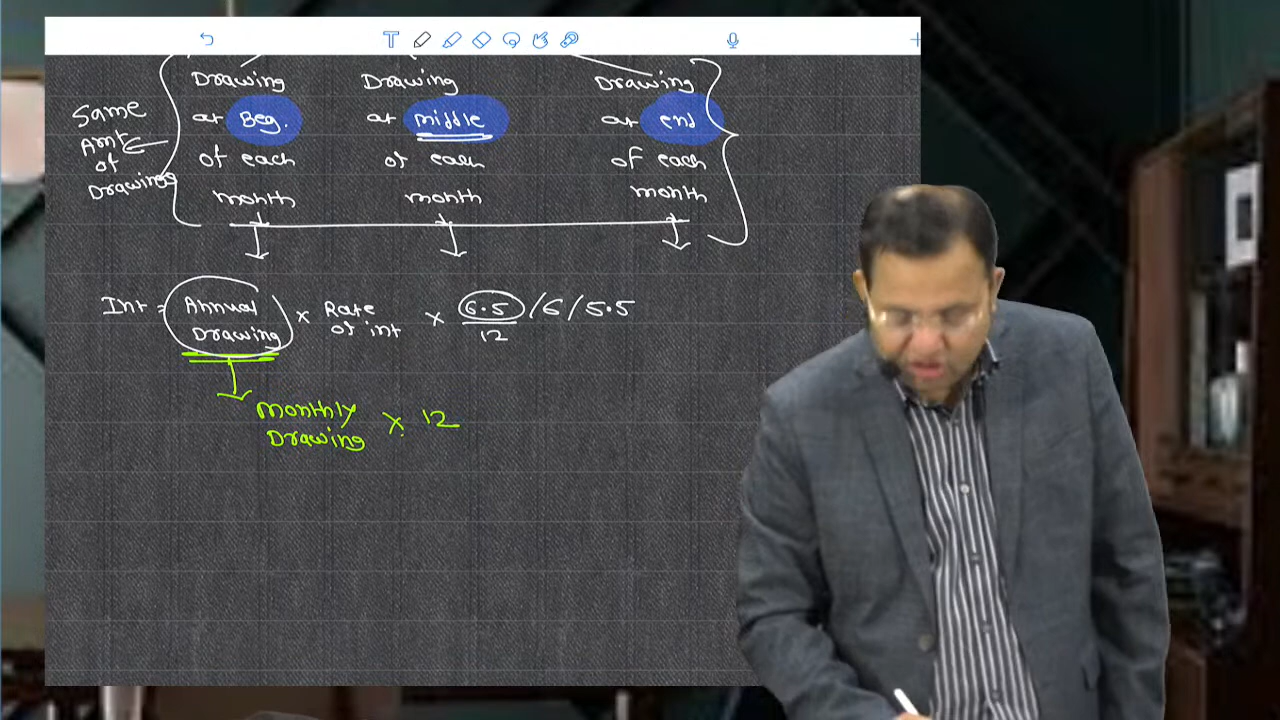 Same
Amt
of
Drawings
Drawing
at Beg.
of each
month
Drawing
at middle
of each
month
Drawing
at end
of each
month
Int = Annual Drawing × Rate of int × 6.5/12 / 6 / 5.5
Monthly
Drawing × 12